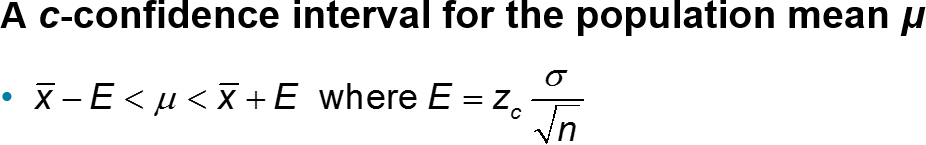 A c-confidence interval for the population mean μ
• x̅ – E < μ < x̅ + E where E = z_c σ/√n